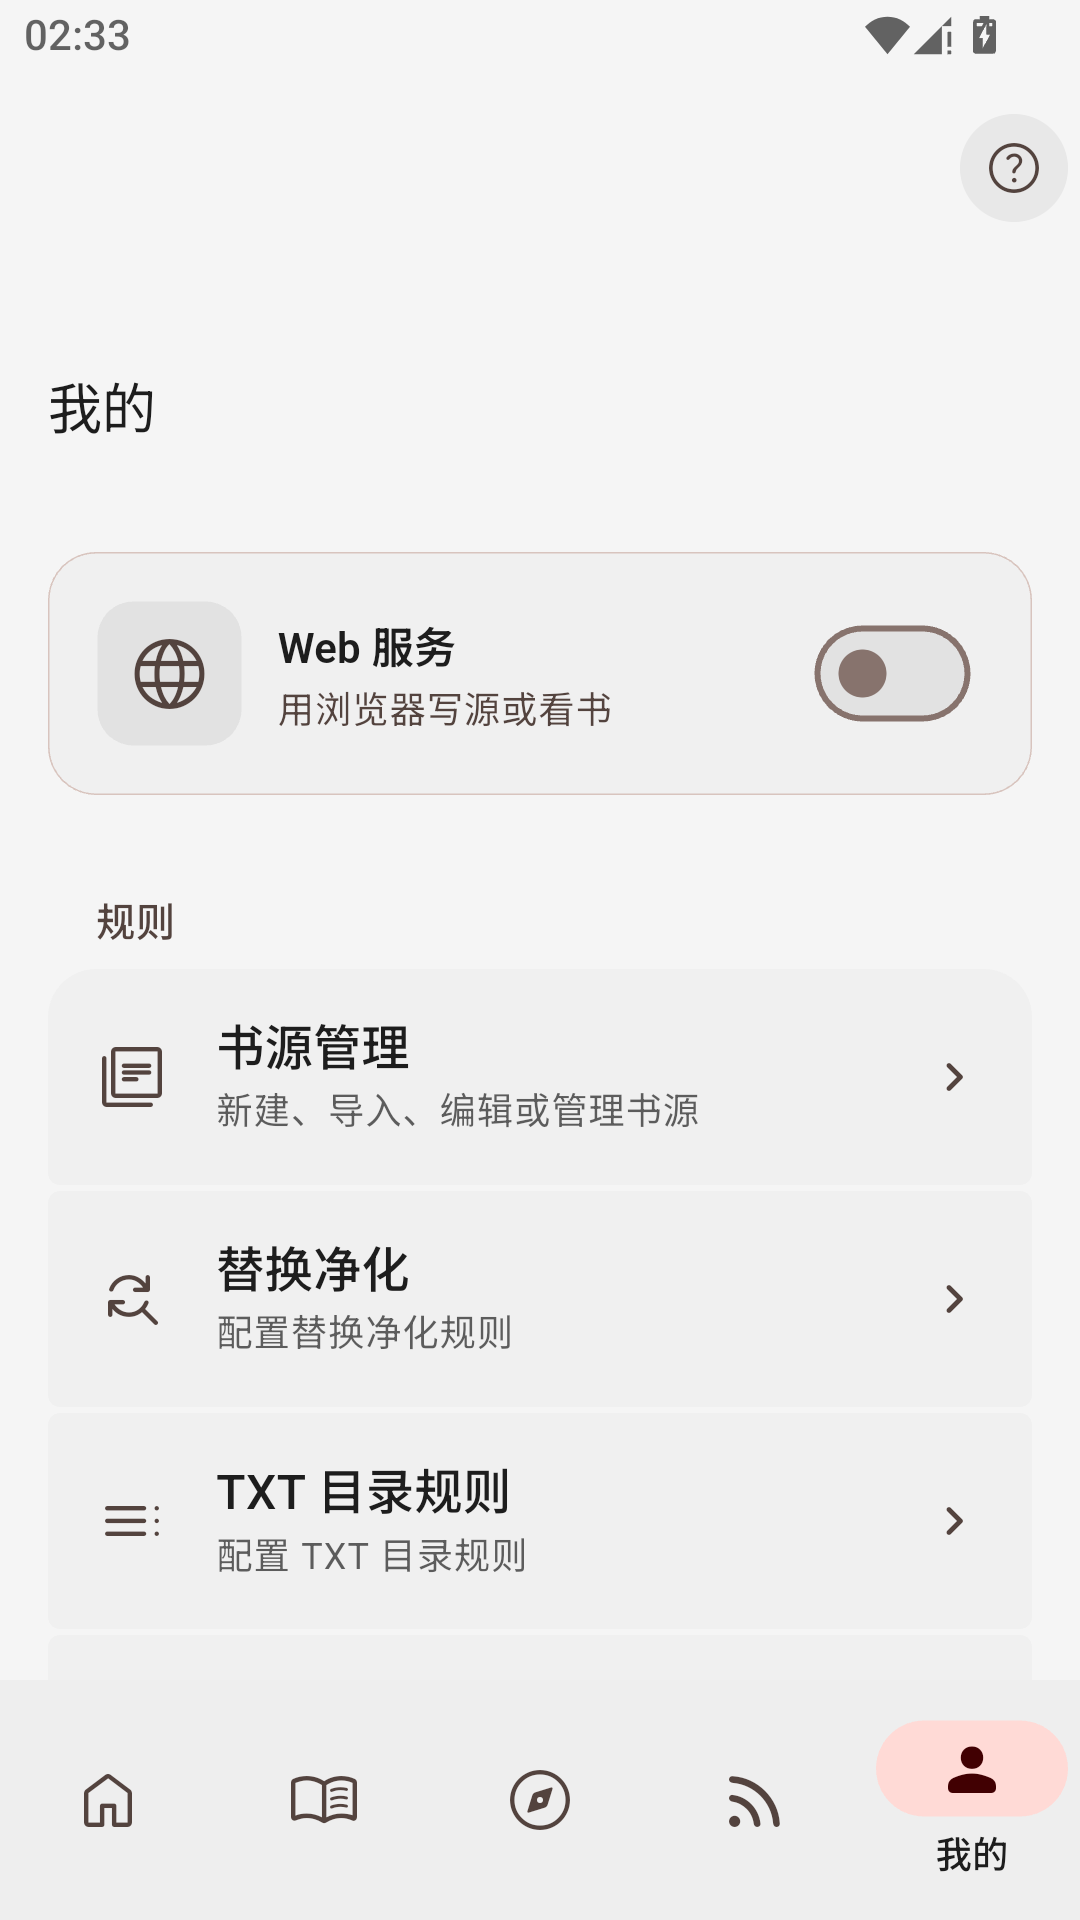 02:33
我的
Web 服务
用浏览器写源或看书
规则
书源管理
新建、导入、编辑或管理书源
替换净化
配置替换净化规则
TXT 目录规则
配置 TXT 目录规则
我的